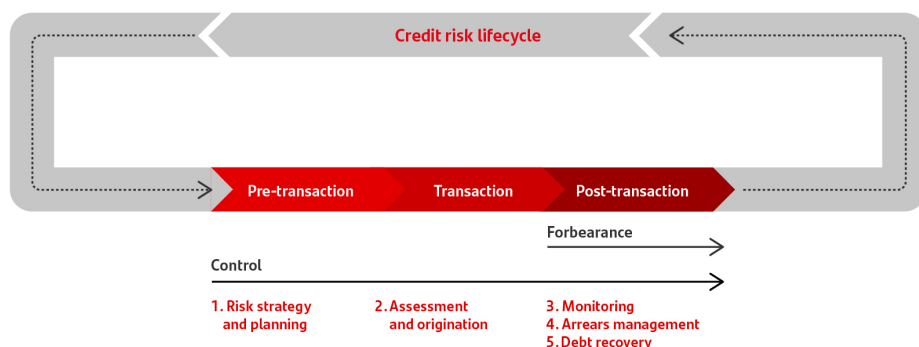 Credit risk lifecycle
Pre-transaction
Transaction
Post-transaction
Forbearance
Control
1. Risk strategy
and planning
2. Assessment
and origination
3. Monitoring
4. Arrears management
5. Debt recovery